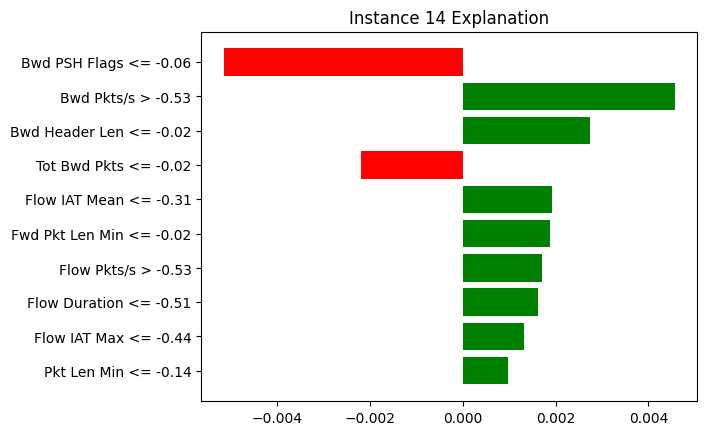 Instance 14 Explanation
Bwd PSH Flags <= -0.06
Bwd Pkts/s > -0.53
Bwd Header Len <= -0.02
Tot Bwd Pkts <= -0.02
Flow IAT Mean <= -0.31
Fwd Pkt Len Min <= -0.02
Flow Pkts/s > -0.53
Flow Duration <= -0.51
Flow IAT Max <= -0.44
Pkt Len Min <= -0.14
−0.004 −0.002 0.000 0.002 0.004